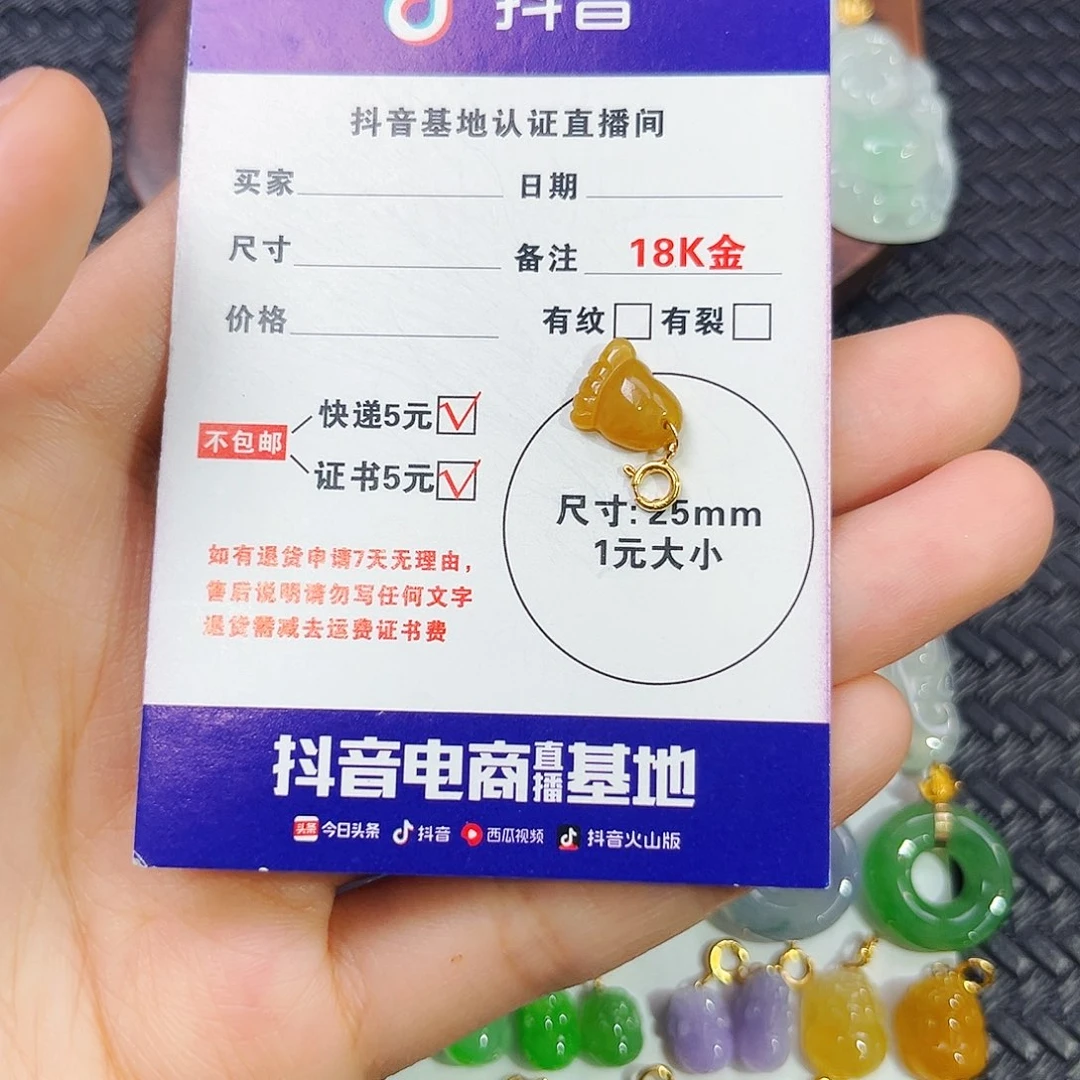 抖音
抖音基地认证直播间
买家 日期
尺寸 备注 18K金
价格 有纹 有裂
快递5元
不包邮
证书5元
尺寸: 25mm
1元大小
如有退货申请7天无理由，
售后说明请勿写任何文字
退货需减去运费证书费
抖音电商直播基地
头条 今日头条 抖音 西瓜视频 抖音火山版